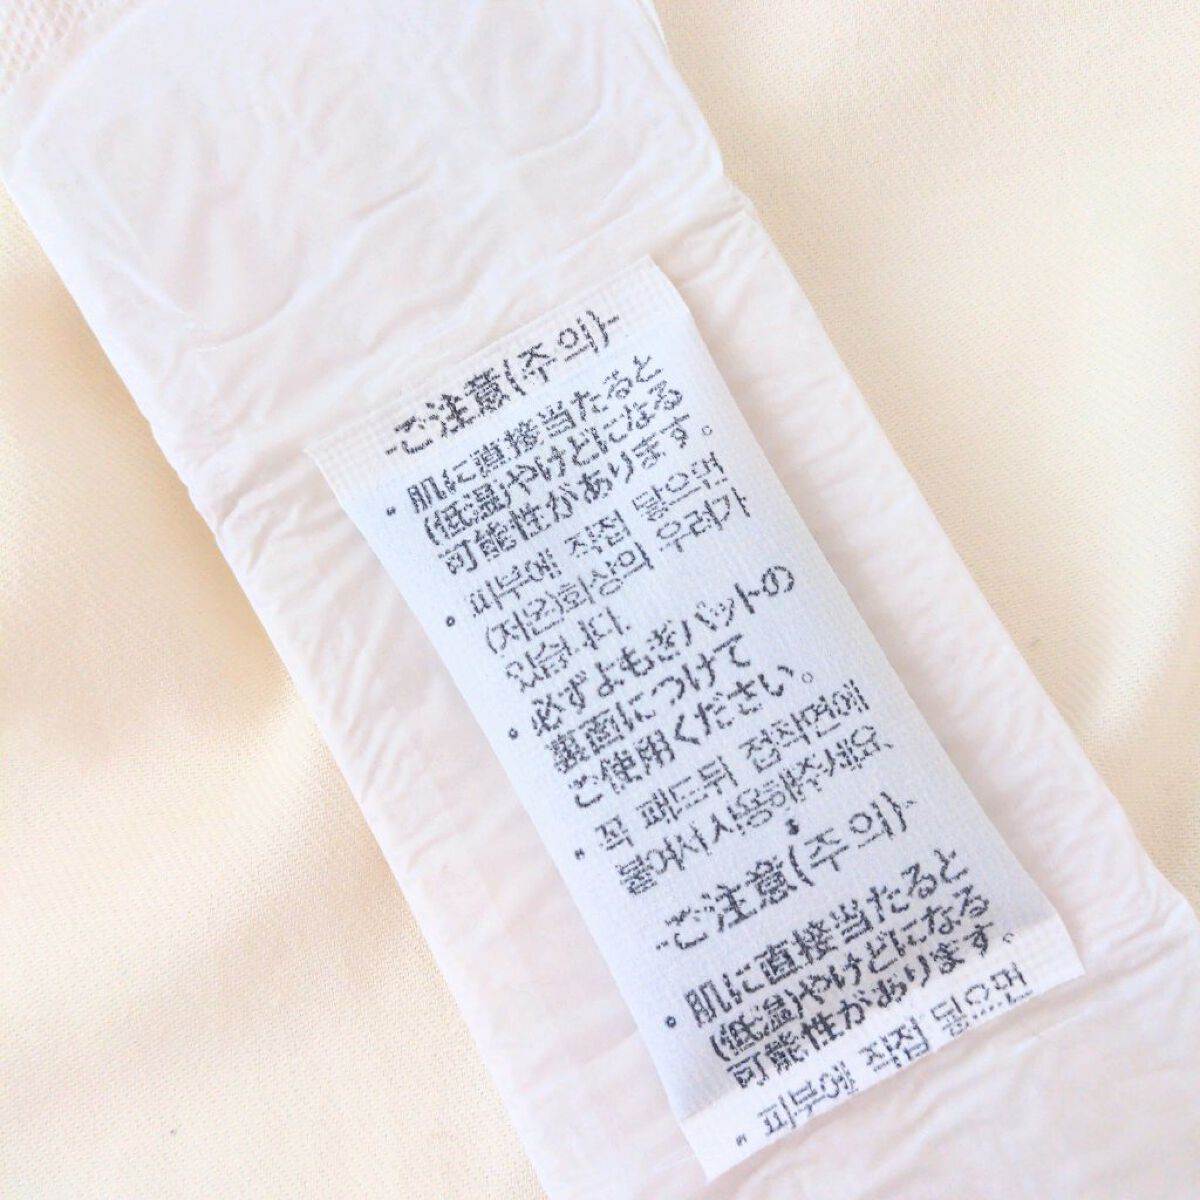 -ご注意(주의)-
• 肌に直接当たると
(低温)やけどになる
可能性があります。
• 피부에 직접 닿으면
(저온)화상의 우려가
있습니다.
• 必ずよもぎパットの
裏面につけて
ご使用ください。
• 꼭 패드뒤 접착면에
붙여서 사용해주세요.
-ご注意(주의)-
• 肌に直接当たると
(低温)やけどになる
可能性があります。
• 피부에 직접 닿으면